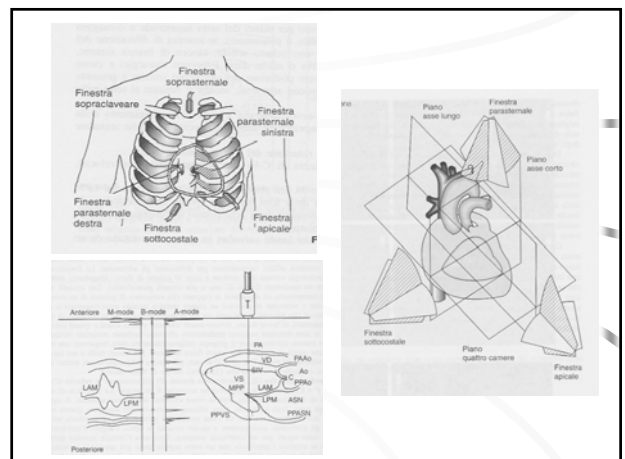 Finestra
soprasternale
Finestra
sopraclaveare
Finestra
parasternale
sinistra
Finestra
parasternale
destra
Finestra
sottocostale
Finestra
apicale
F
Piano
asse lungo
Finestra
parasternale
Piano
asse corto
Finestra
sottocostale
Piano
quattro camere
Finestra
apicale
Anteriore M-mode B-mode A-mode
T
PA
VD
PAAo
SIV
Ao
C
PPAo
VS
MPP
LAM
LPM
ASN
PPVS
PPASN
LAM
LPM
Posteriore